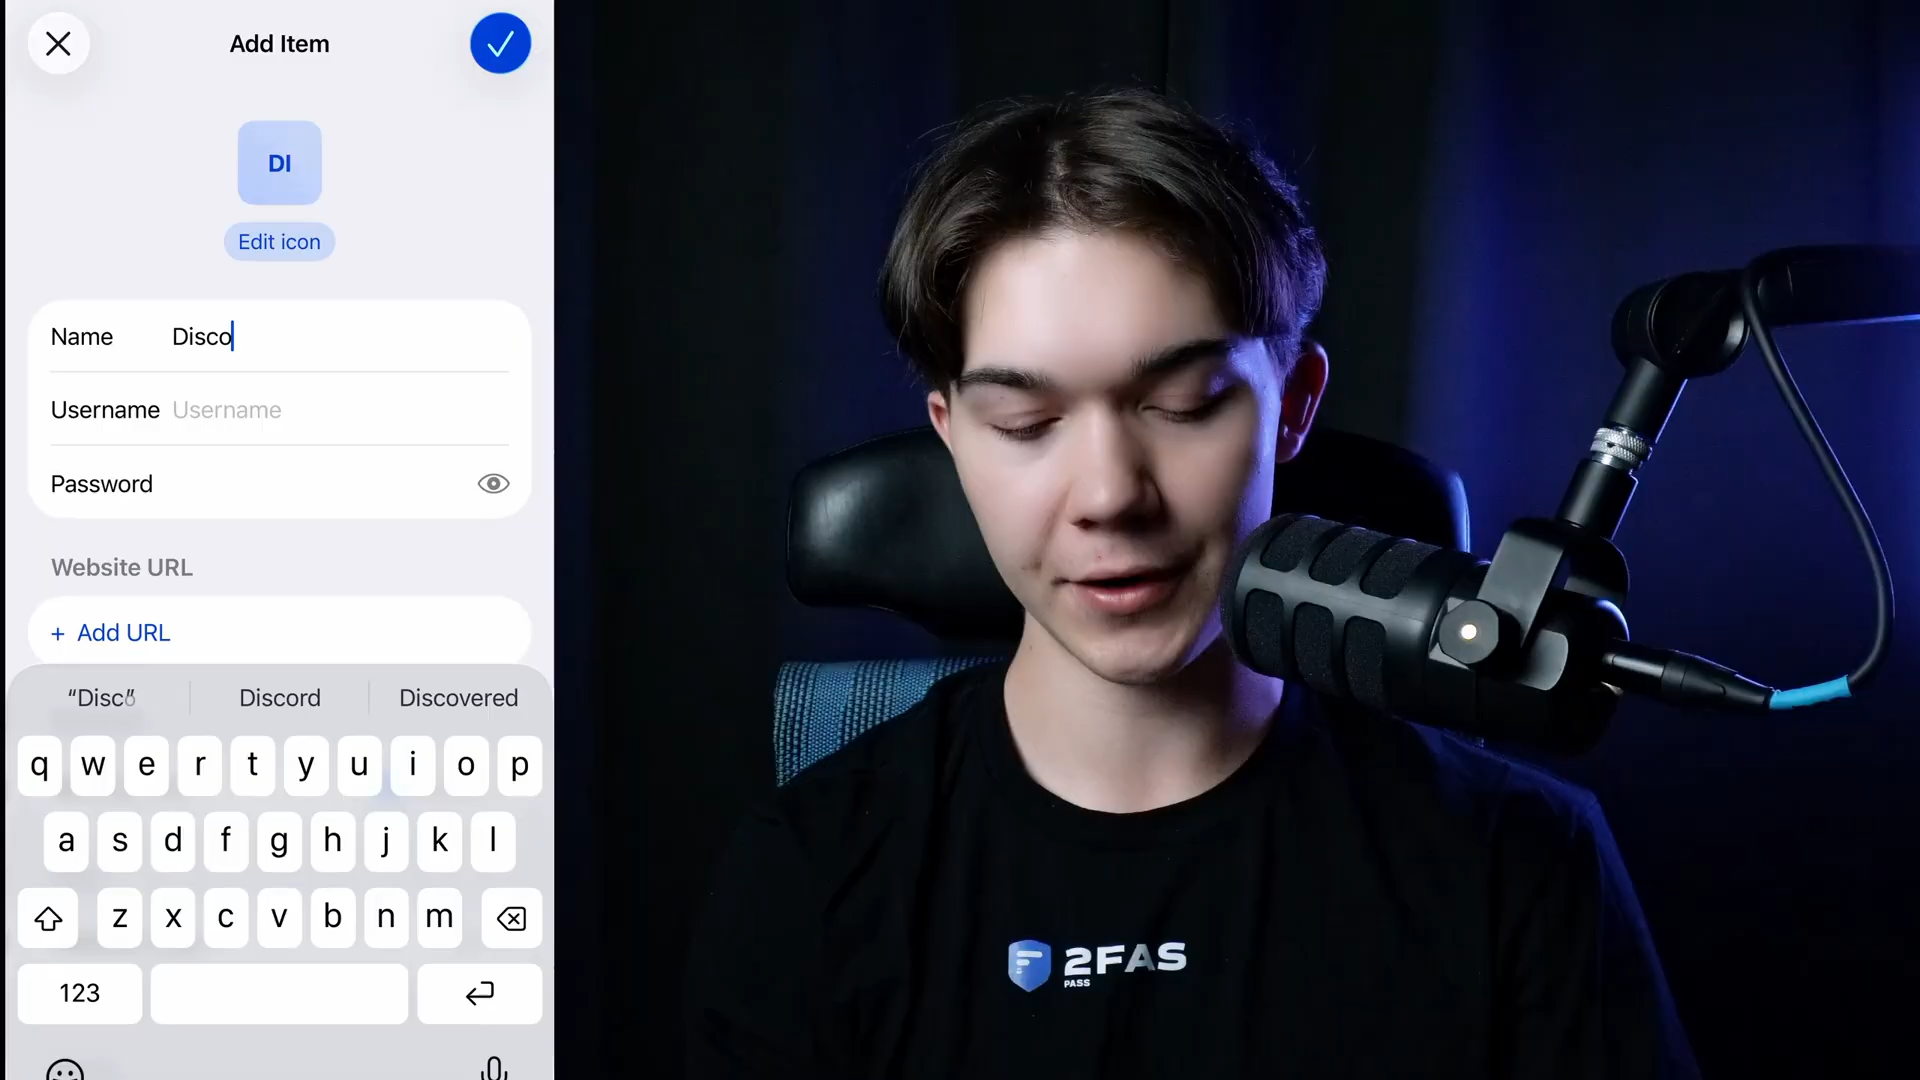 Add Item
DI
Edit icon
Name Disco
Username Username
Password
Website URL
+ Add URL
"Disco" Discord Discovered
q w e r t y u i o p
a s d f g h j k l
z x c v b n m
123
2FAS
PASS